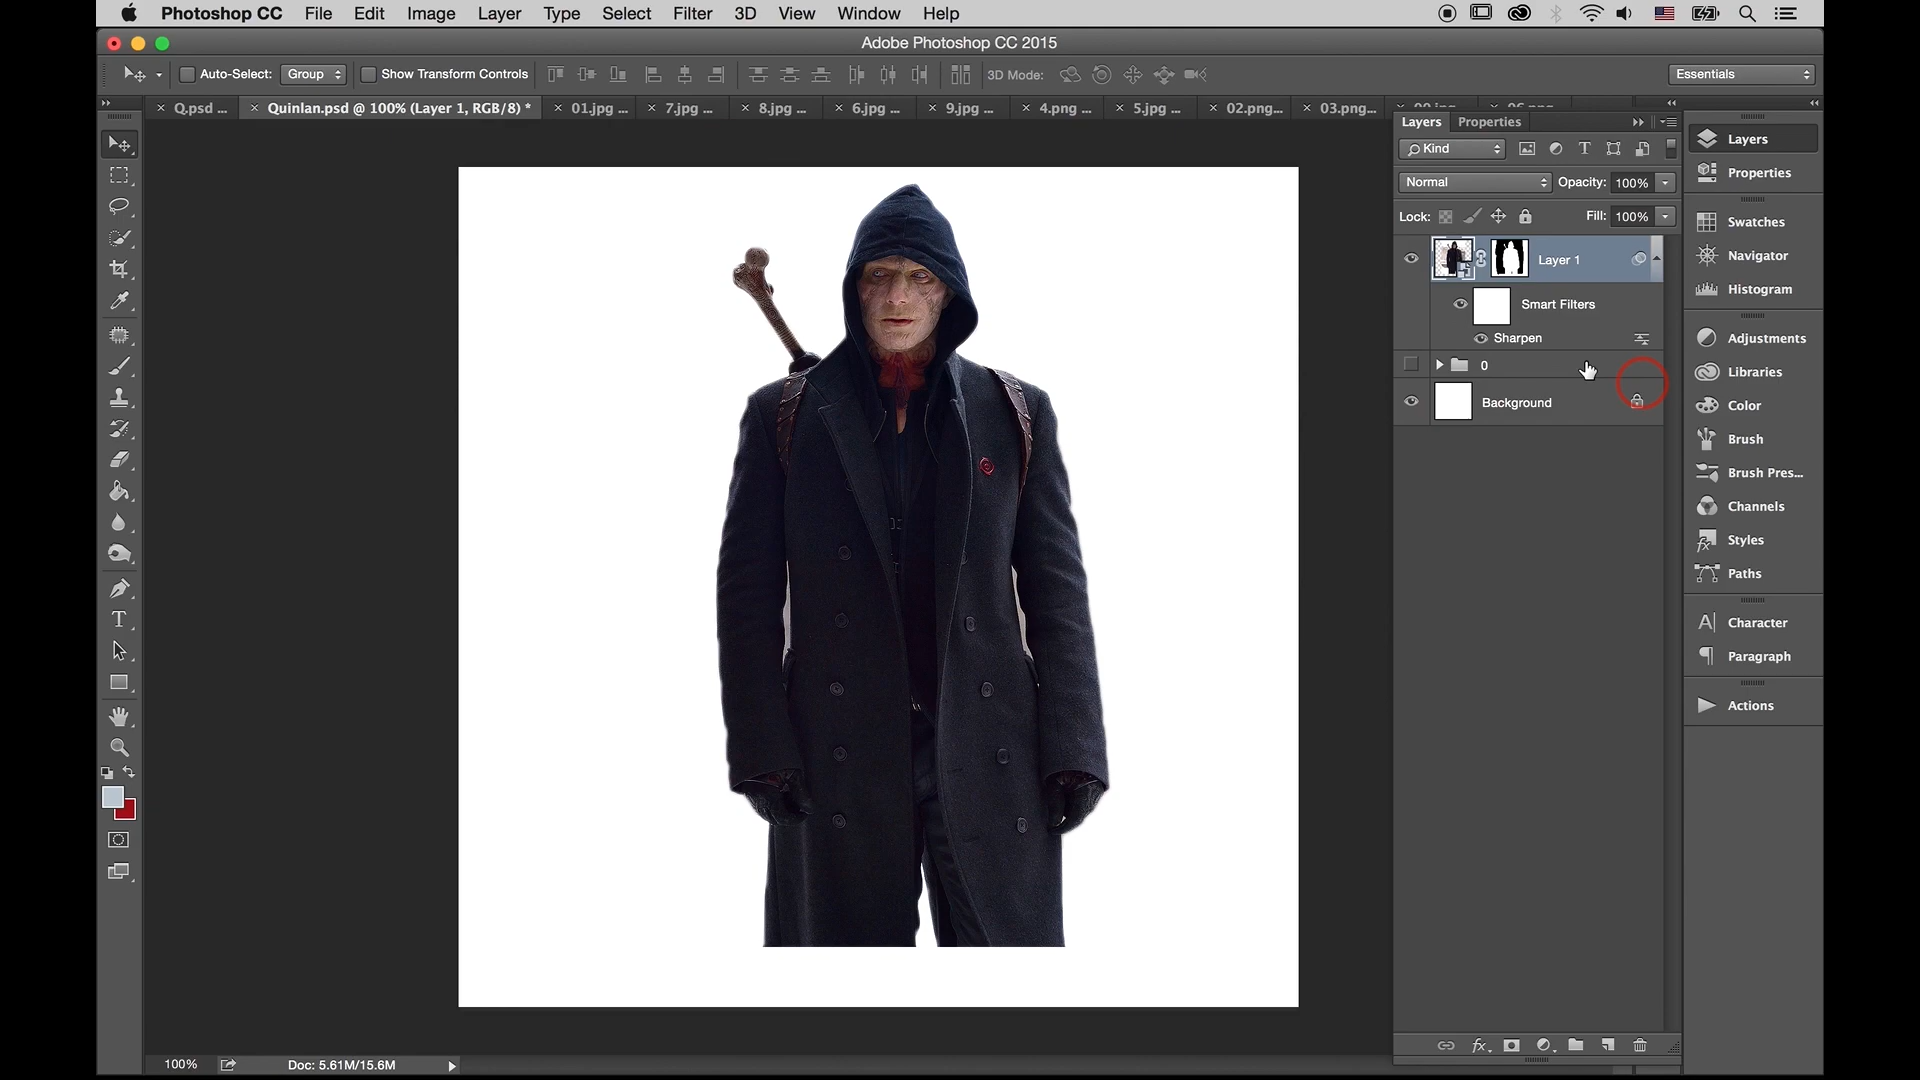 Photoshop CC File Edit Image Layer Type Select Filter 3D View Window Help
Adobe Photoshop CC 2015
Auto-Select: Group Show Transform Controls 3D Mode: Essentials
Q.psd ... Quinlan.psd @ 100% (Layer 1, RGB/8) * 01.jpg ... 7.jpg ... 8.jpg ... 6.jpg ... 9.jpg ... 4.png ... 5.jpg ... 02.png... 03.png...
Layers Properties
Kind
Normal Opacity: 100%
Lock: Fill: 100%
Layer 1
Smart Filters
Sharpen
0
Background
Layers
Properties
Swatches
Navigator
Histogram
Adjustments
Libraries
Color
Brush
Brush Pres...
Channels
Styles
Paths
Character
Paragraph
Actions
100% Doc: 5.61M/15.6M